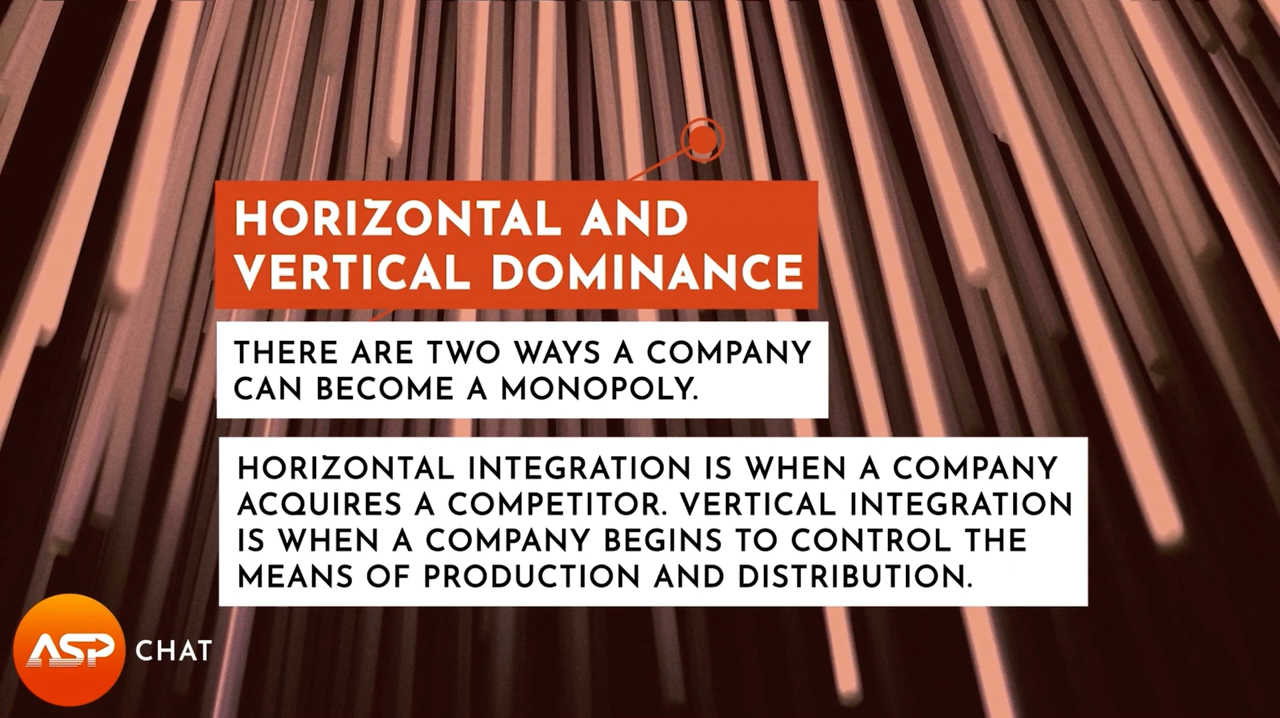 HORIZONTAL AND
VERTICAL DOMINANCE
THERE ARE TWO WAYS A COMPANY
CAN BECOME A MONOPOLY.
HORIZONTAL INTEGRATION IS WHEN A COMPANY
ACQUIRES A COMPETITOR. VERTICAL INTEGRATION
IS WHEN A COMPANY BEGINS TO CONTROL THE
MEANS OF PRODUCTION AND DISTRIBUTION.
ASP CHAT